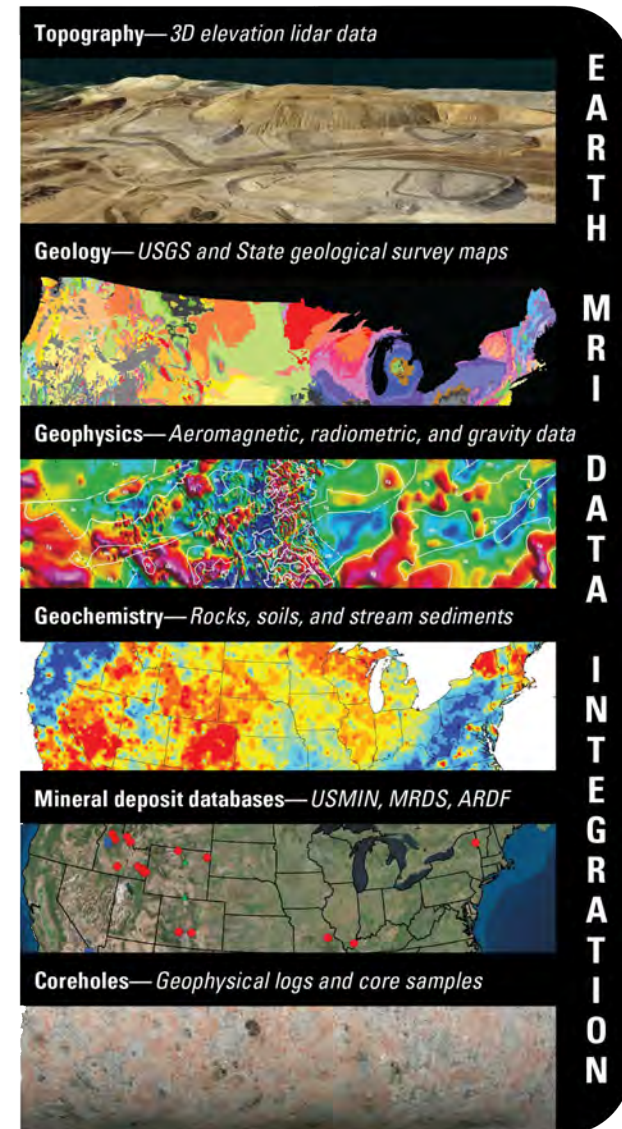 Topography—3D elevation lidar data
Geology—USGS and State geological survey maps
Geophysics—Aeromagnetic, radiometric, and gravity data
Geochemistry—Rocks, soils, and stream sediments
Mineral deposit databases—USMIN, MRDS, ARDF
Coreholes—Geophysical logs and core samples
EARTH MRI DATA INTEGRATION